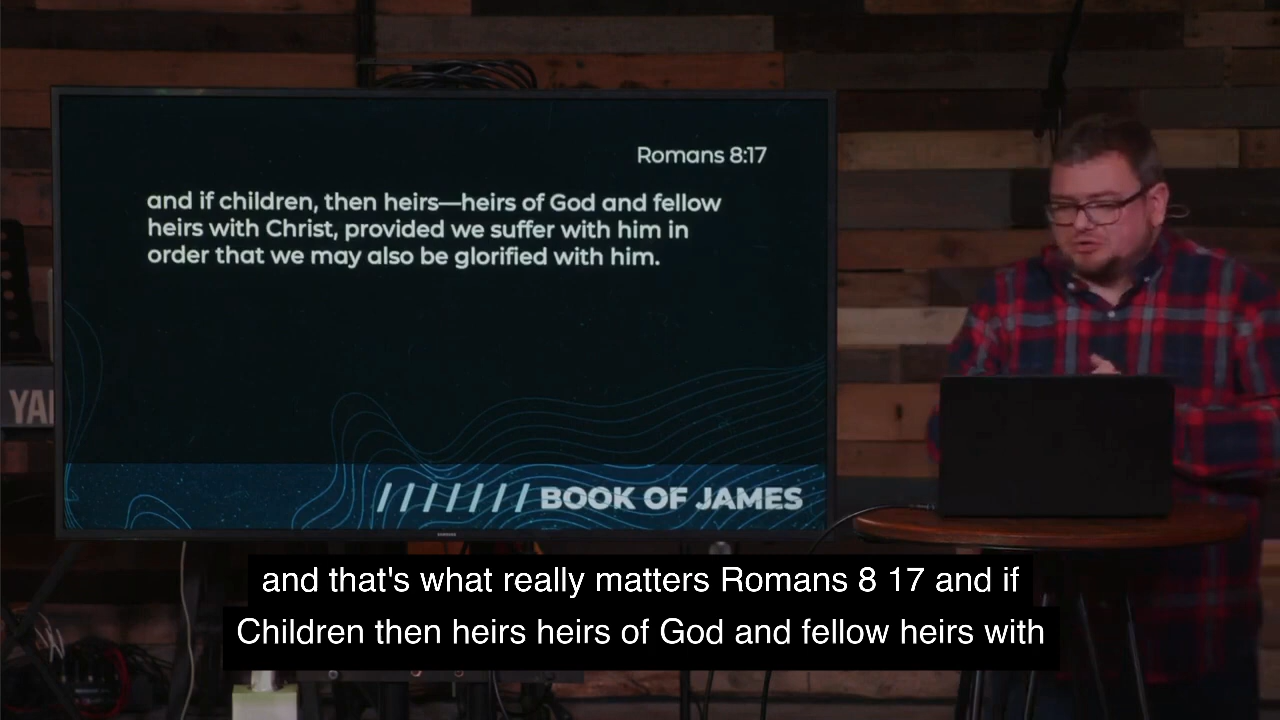 Romans 8:17
and if children, then heirs—heirs of God and fellow
heirs with Christ, provided we suffer with him in
order that we may also be glorified with him.
/////// BOOK OF JAMES
SAMSUNG
YA
and that's what really matters Romans 8 17 and if
Children then heirs heirs of God and fellow heirs with